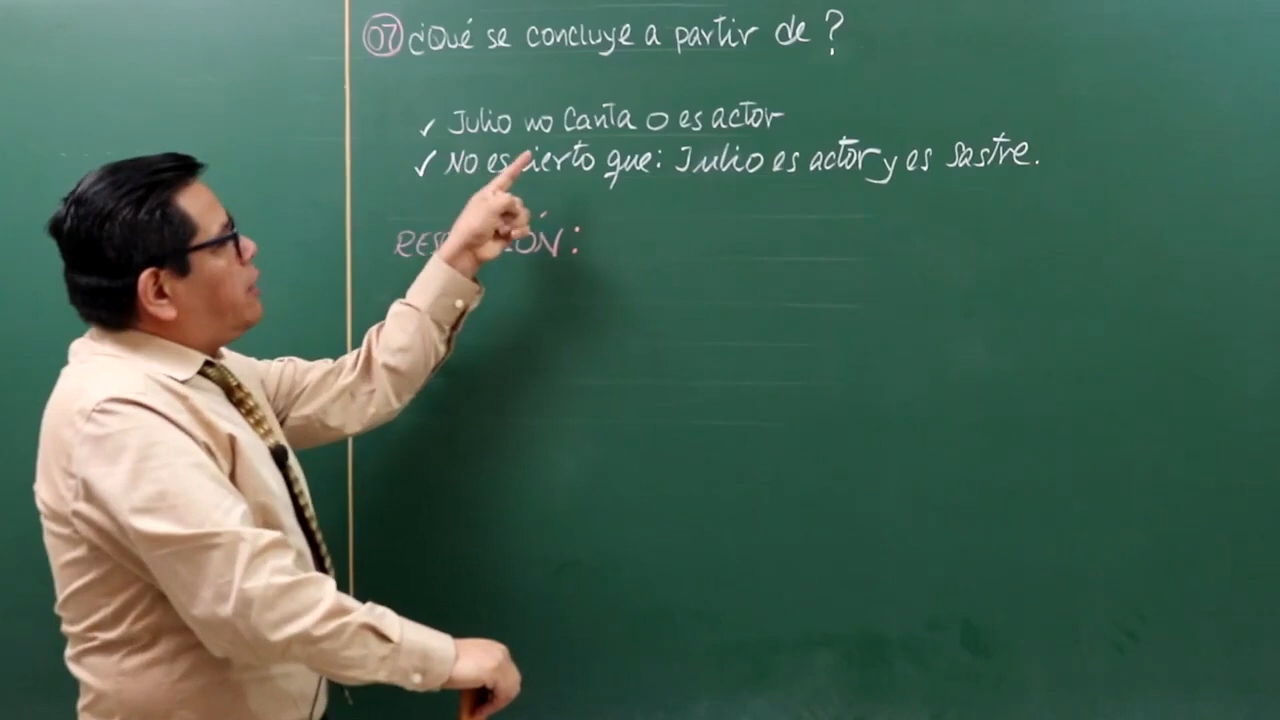 07 ¿Qué se concluye a partir de ?
✓ Julio no canta o es actor
✓ No es cierto que: Julio es actor y es sastre.